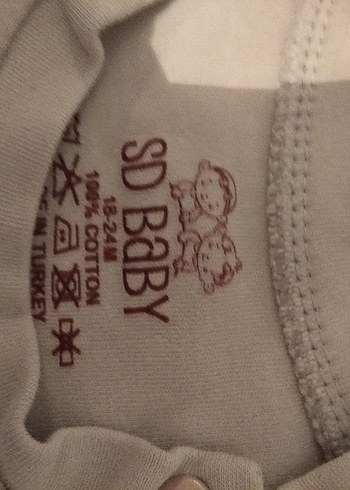 SD BaBY
18-24M
100% COTTON
IN TURKEY